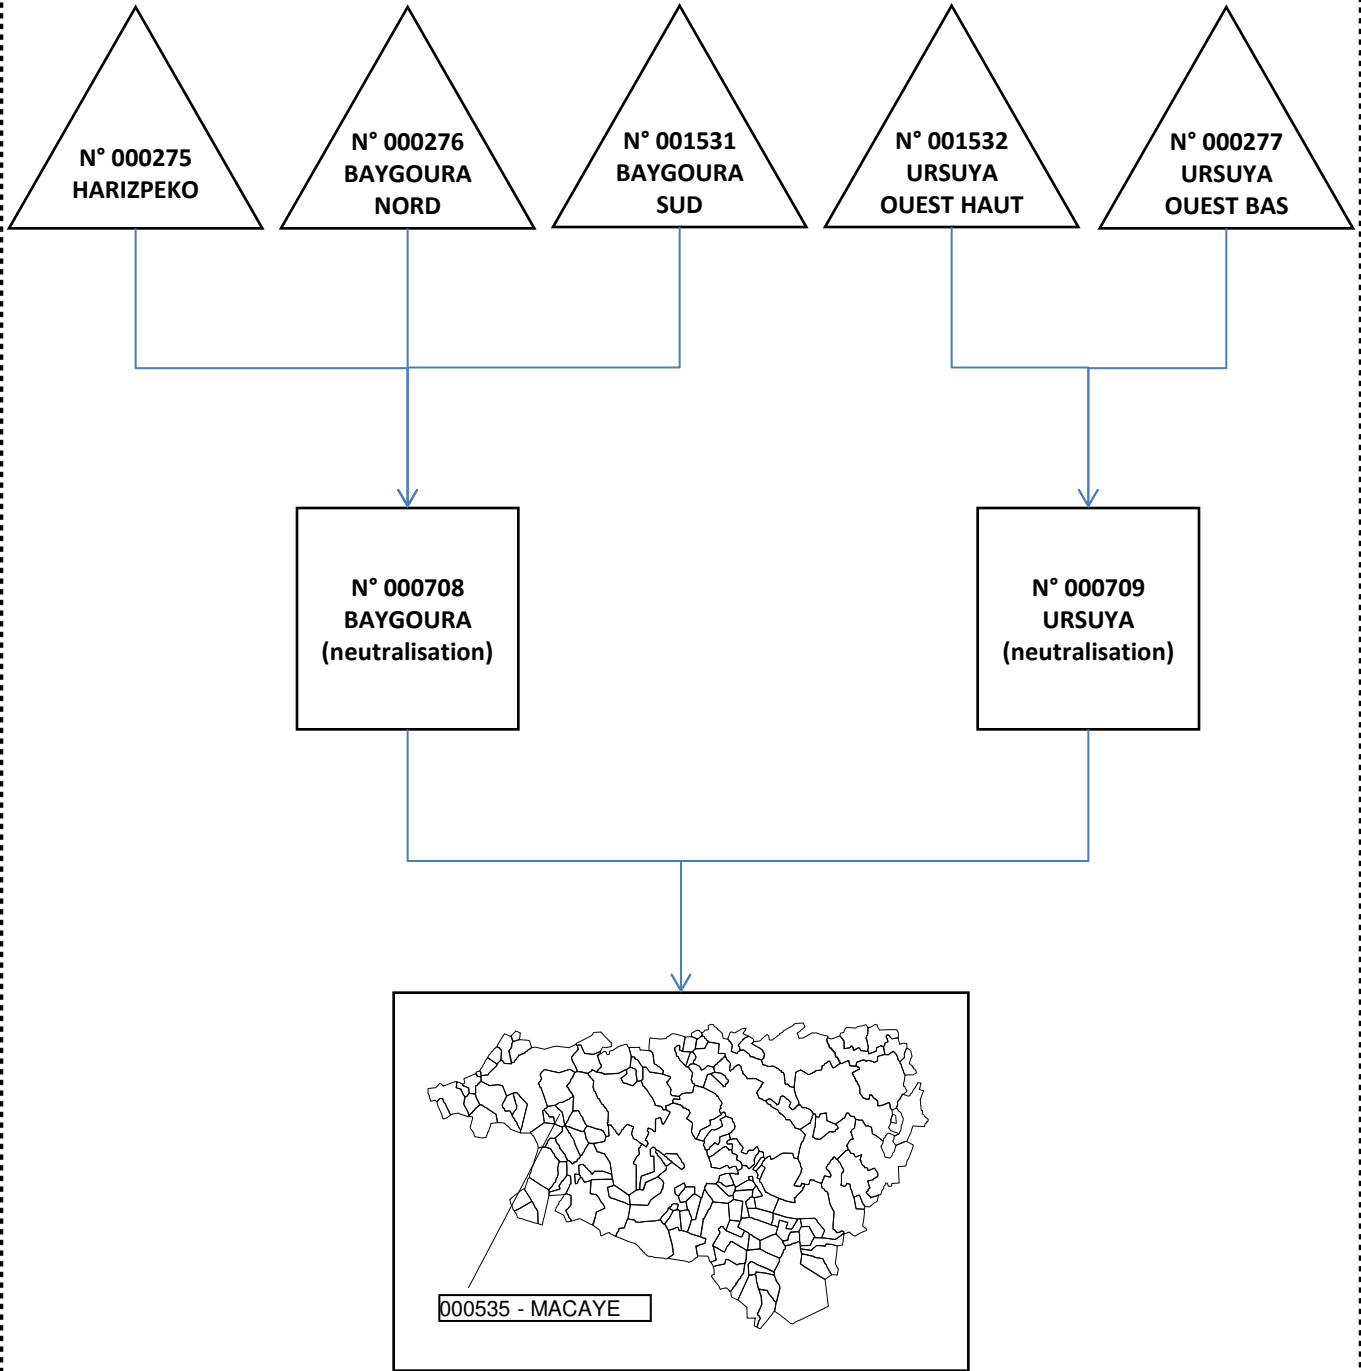 N° 000275
HARIZPEKO
N° 000276
BAYGOURA
NORD
N° 001531
BAYGOURA
SUD
N° 001532
URSUYA
OUEST HAUT
N° 000277
URSUYA
OUEST BAS
N° 000708
BAYGOURA
(neutralisation)
N° 000709
URSUYA
(neutralisation)
000535 - MACAYE